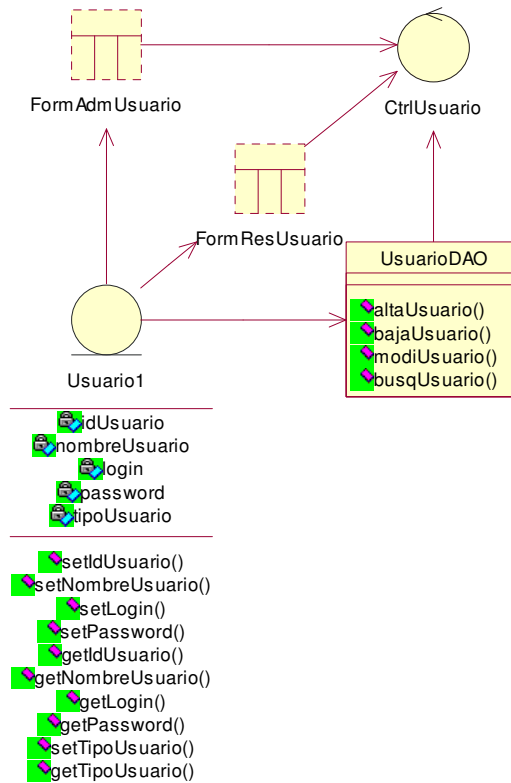 FormAdmUsuario
CtrlUsuario
FormResUsuario
UsuarioDAO
altaUsuario()
bajaUsuario()
modiUsuario()
busqUsuario()
Usuario1
idUsuario
nombreUsuario
login
password
tipoUsuario
setIdUsuario()
setNombreUsuario()
setLogin()
setPassword()
getIdUsuario()
getNombreUsuario()
getLogin()
getPassword()
setTipoUsuario()
getTipoUsuario()